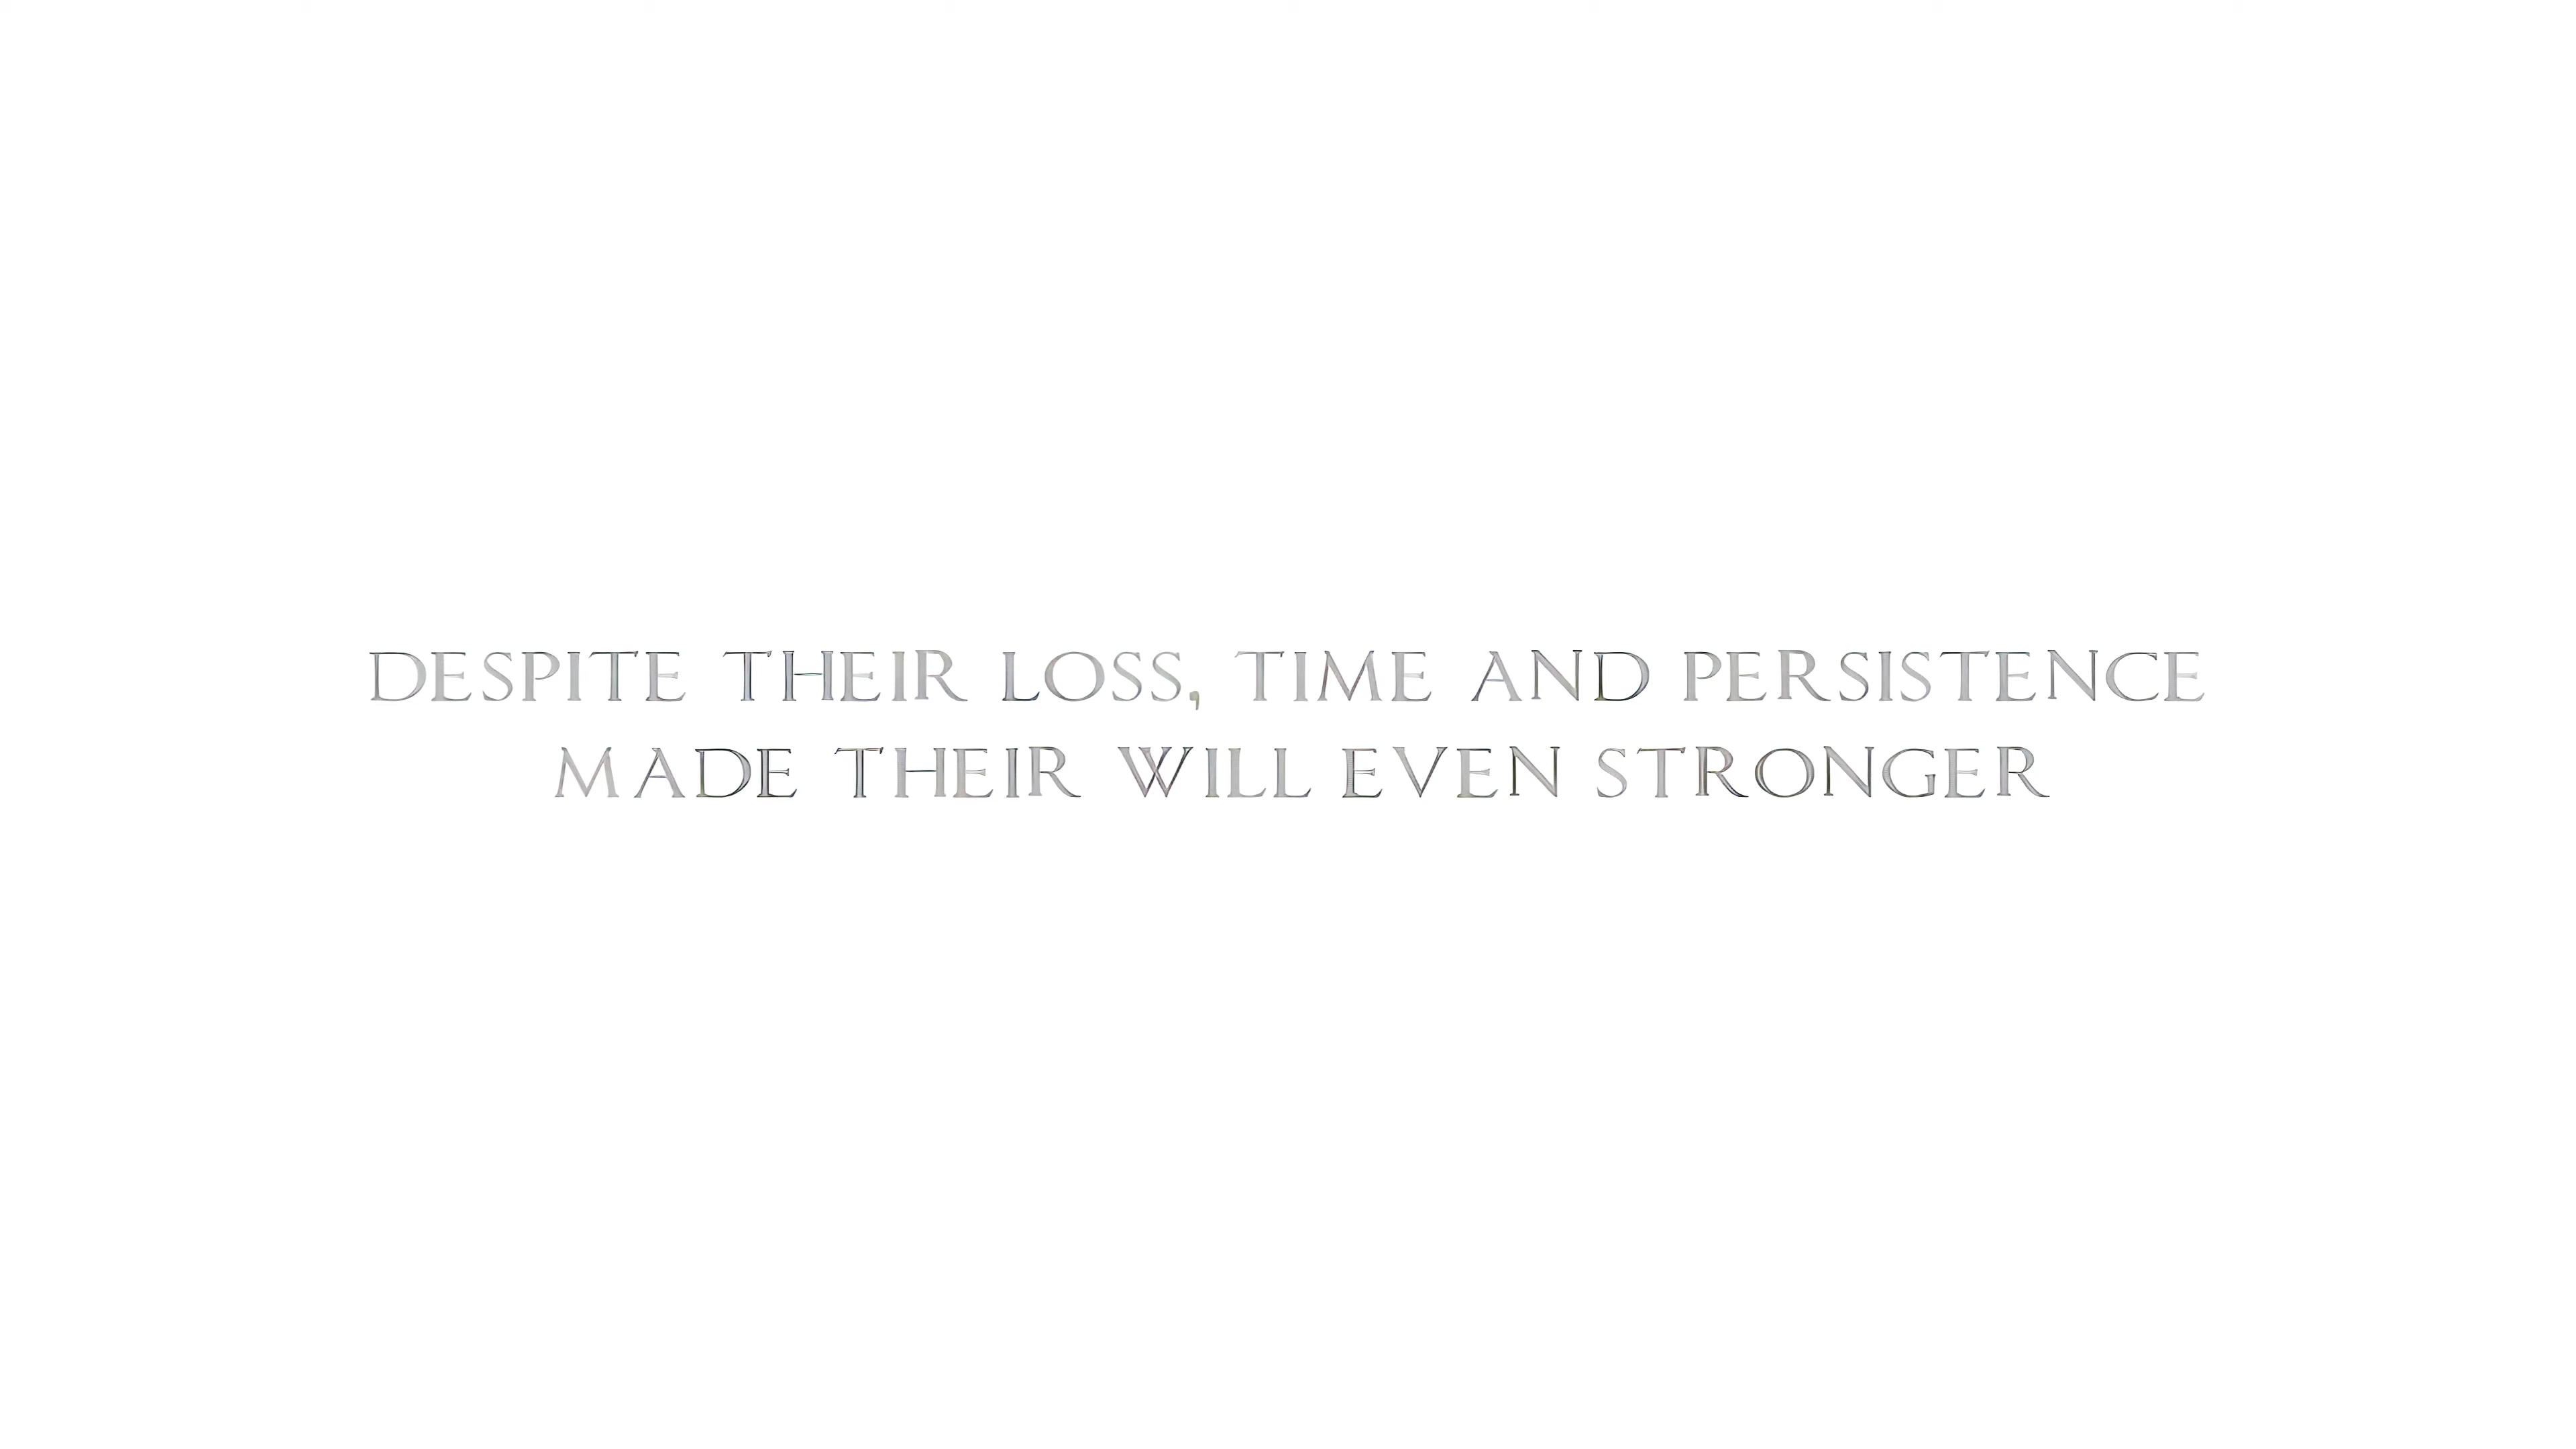 DESPITE THEIR LOSS, TIME AND PERSISTENCE
MADE THEIR WILL EVEN STRONGER